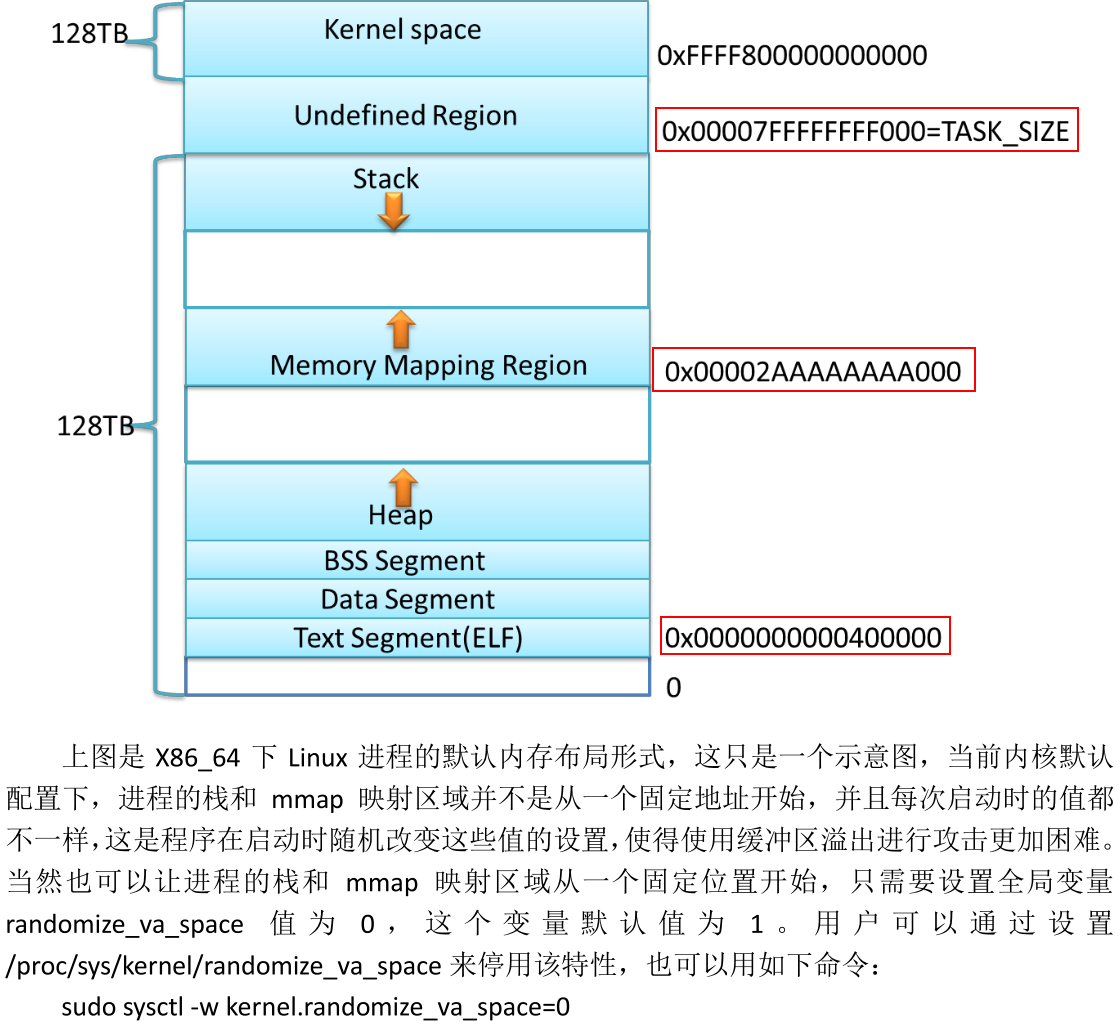 128TB
Kernel space
0xFFFF800000000000
Undefined Region
0x00007FFFFFFFF000=TASK_SIZE
Stack
Memory Mapping Region
0x00002AAAAAAAA000
128TB
Heap
BSS Segment
Data Segment
Text Segment(ELF)
0x0000000000400000
0
上图是 X86_64 下 Linux 进程的默认内存布局形式，这只是一个示意图，当前内核默认
配置下，进程的栈和 mmap 映射区域并不是从一个固定地址开始，并且每次启动时的值都
不一样，这是程序在启动时随机改变这些值的设置，使得使用缓冲区溢出进行攻击更加困难。
当然也可以让进程的栈和 mmap 映射区域从一个固定位置开始，只需要设置全局变量
randomize_va_space 值为 0，这个变量默认值为 1。用户可以通过设置
/proc/sys/kernel/randomize_va_space 来停用该特性，也可以用如下命令：
sudo sysctl -w kernel.randomize_va_space=0